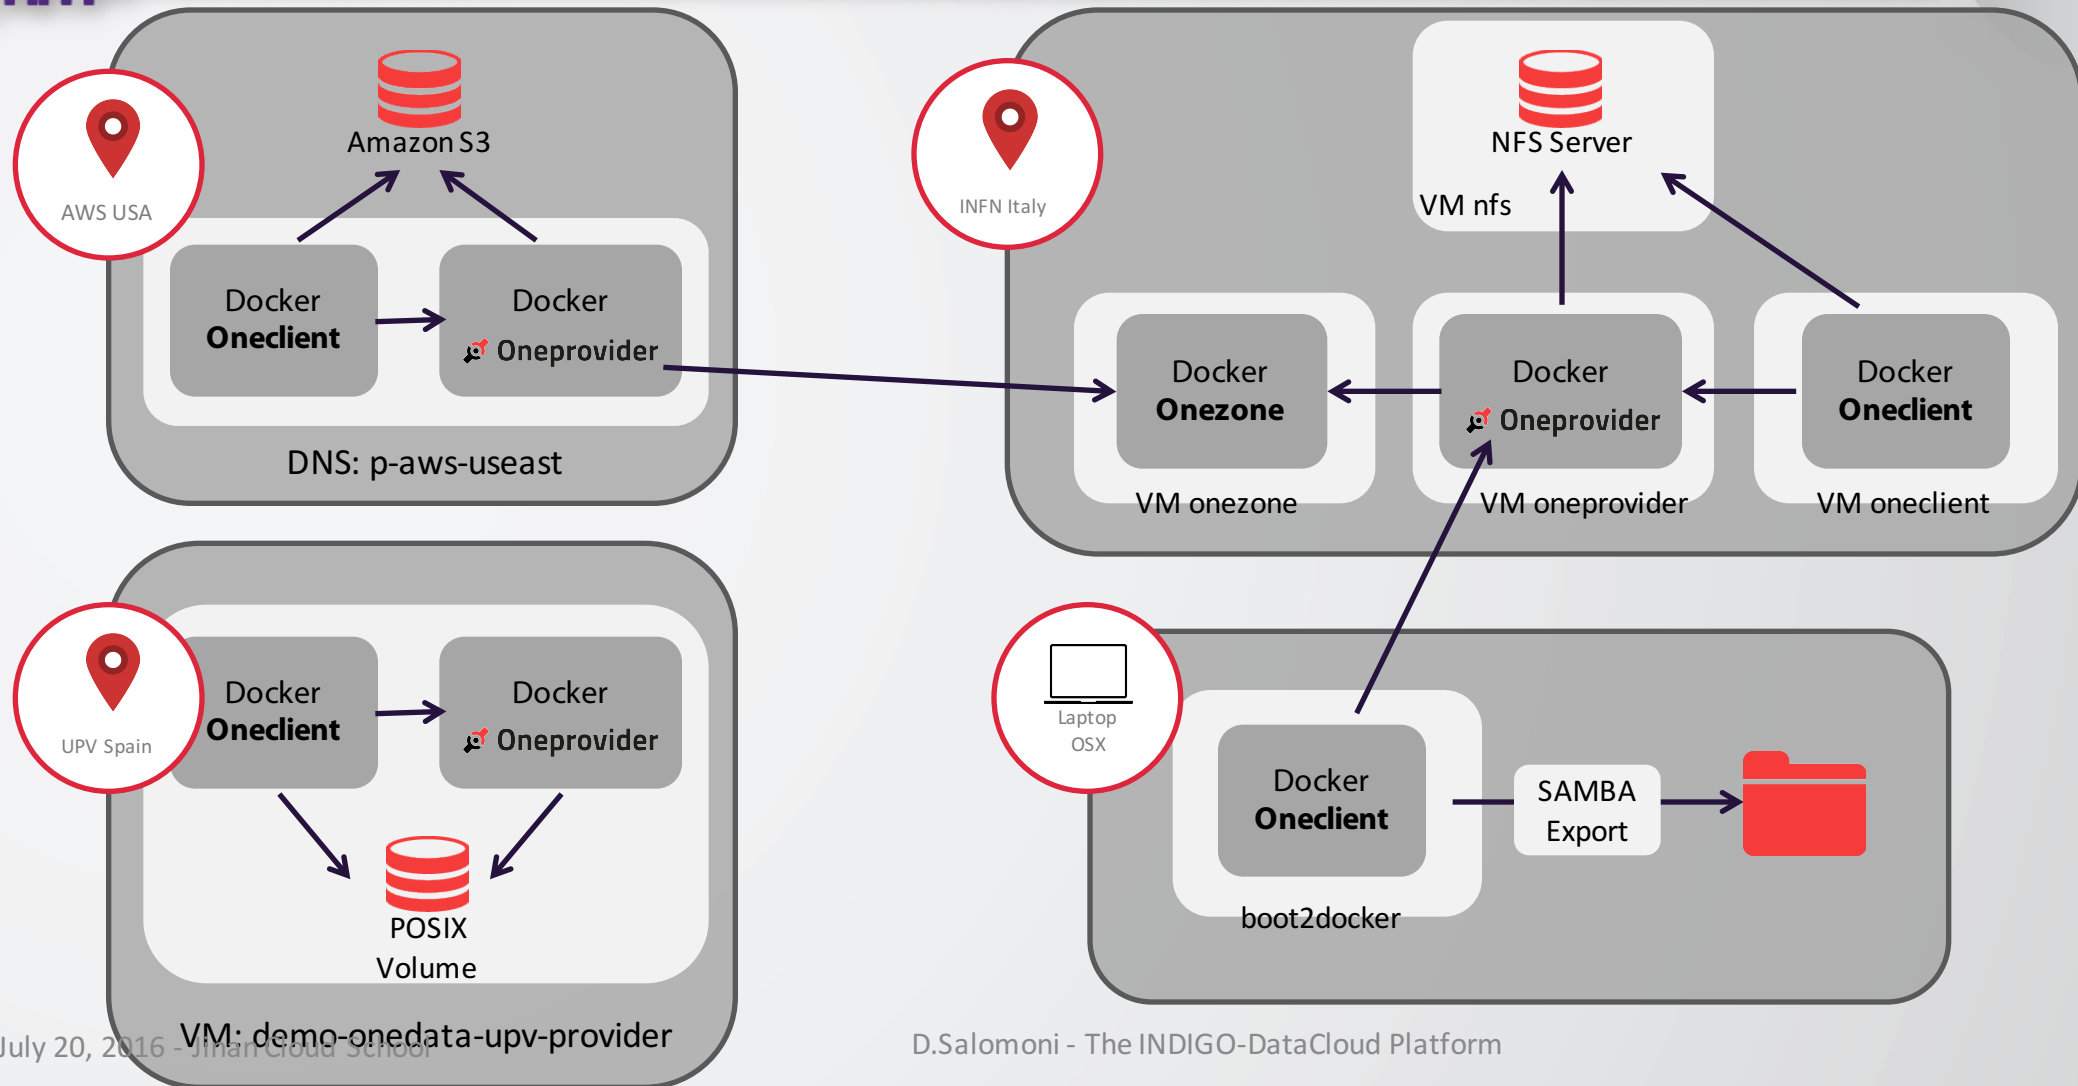 Amazon S3
AWS USA
Docker
Oneclient
Docker
Oneprovider
DNS: p-aws-useast
INFN Italy
NFS Server
VM nfs
Docker
Onezone
VM onezone
Docker
Oneprovider
VM oneprovider
Docker
Oneclient
VM oneclient
UPV Spain
Docker
Oneclient
Docker
Oneprovider
POSIX
Volume
VM: demo-onedata-upv-provider
Laptop
OSX
Docker
Oneclient
boot2docker
SAMBA
Export
July 20, 2016 - Jinan Cloud School
D.Salomoni - The INDIGO-DataCloud Platform